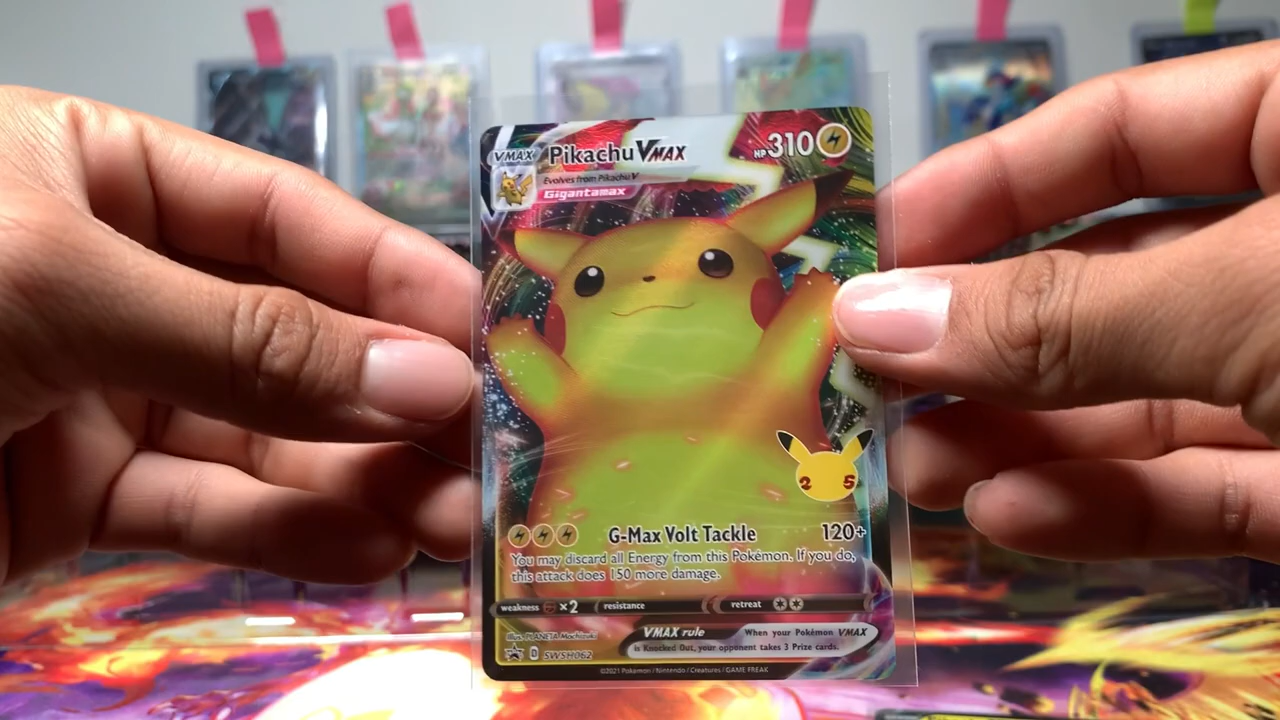 VMAX Pikachu VMAX HP 310
Evolves from Pikachu V
Gigantamax
2 5
G-Max Volt Tackle 120+
You may discard all Energy from this Pokémon. If you do,
this attack does 150 more damage.
weakness ×2 resistance retreat
Illus. PLANETA Mochizuki
VMAX rule When your Pokémon VMAX
is Knocked Out, your opponent takes 3 Prize cards.
D SWSH062
©2021 Pokémon / Nintendo / Creatures / GAME FREAK